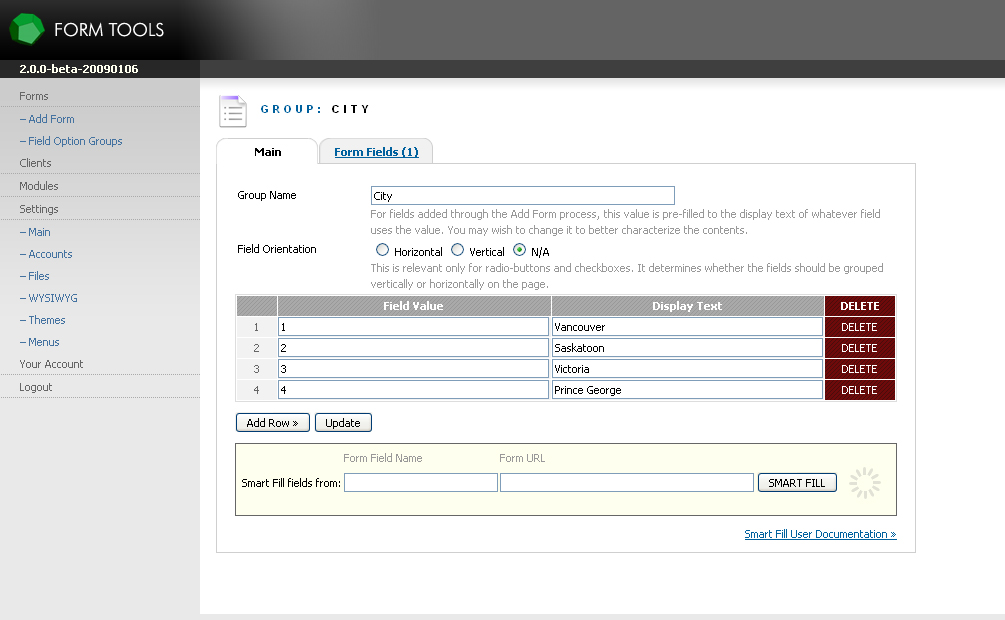 FORM TOOLS
2.0.0-beta-20090106
Forms
– Add Form
– Field Option Groups
Clients
Modules
Settings
– Main
– Accounts
– Files
– WYSIWYG
– Themes
– Menus
Your Account
Logout
GROUP: CITY
Main Form Fields (1)
Group Name City
For fields added through the Add Form process, this value is pre-filled to the display text of whatever field
uses the value. You may wish to change it to better characterize the contents.
Field Orientation Horizontal Vertical N/A
This is relevant only for radio-buttons and checkboxes. It determines whether the fields should be grouped
vertically or horizontally on the page.
Field Value Display Text DELETE
1 1 Vancouver DELETE
2 2 Saskatoon DELETE
3 3 Victoria DELETE
4 4 Prince George DELETE
Add Row » Update
Form Field Name Form URL
Smart Fill fields from: SMART FILL
Smart Fill User Documentation »